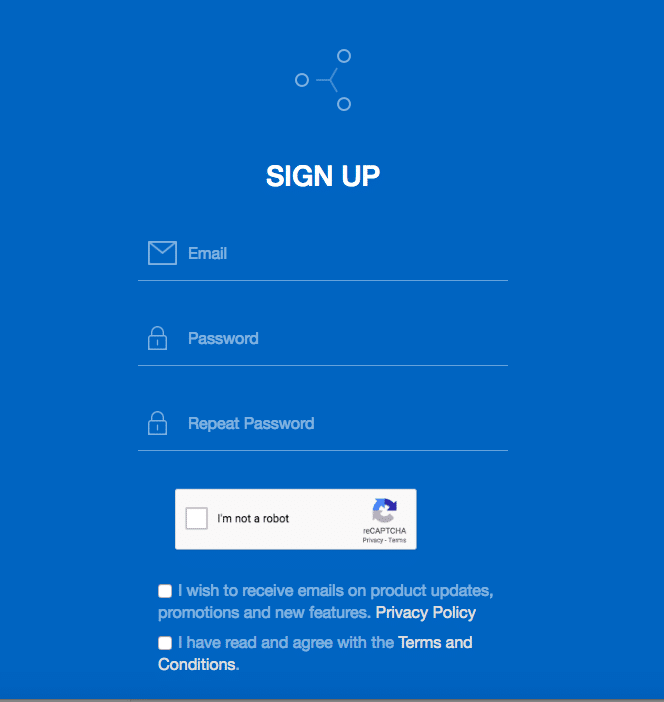 SIGN UP
Email
Password
Repeat Password
I'm not a robot
reCAPTCHA
Privacy - Terms
I wish to receive emails on product updates,
promotions and new features. Privacy Policy
I have read and agree with the Terms and
Conditions.